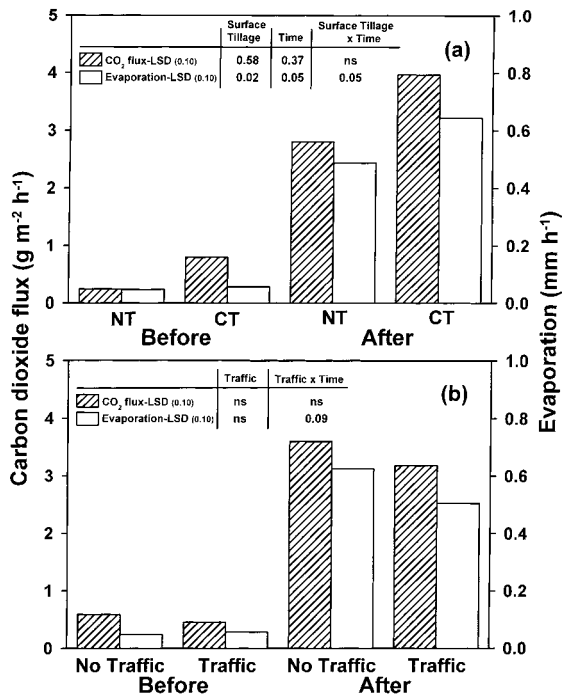 Carbon dioxide flux (g m⁻² h⁻¹)
Evaporation (mm h⁻¹)
5
4
3
2
1
0
1.0
0.8
0.6
0.4
0.2
0.0
(a)
Surface Tillage | Time | Surface Tillage x Time
CO₂ flux-LSD (0.10) 0.58 0.37 ns
Evaporation-LSD (0.10) 0.02 0.05 0.05
NT CT NT CT
Before After
5
4
3
2
1
0
1.0
0.8
0.6
0.4
0.2
0.0
(b)
Traffic | Traffic x Time
CO₂ flux-LSD (0.10) ns ns
Evaporation-LSD (0.10) ns 0.09
No Traffic Traffic No Traffic Traffic
Before After